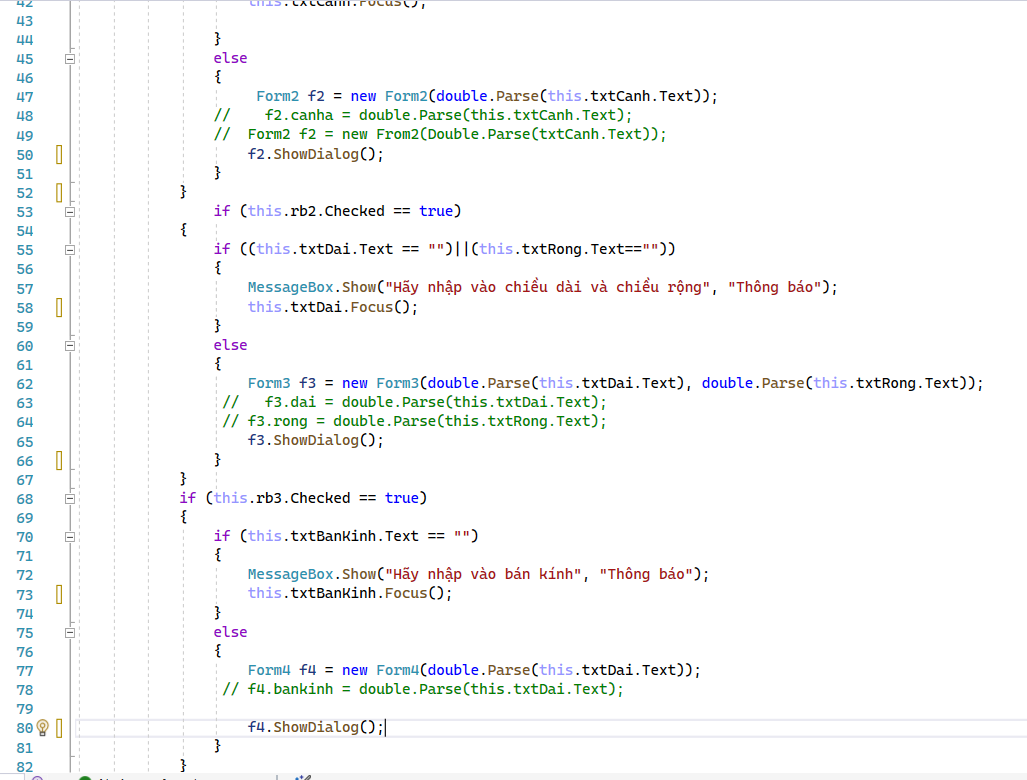 42 this.txtCanh.Focus();
43
44 }
45 else
46 {
47 Form2 f2 = new Form2(double.Parse(this.txtCanh.Text));
48 // f2.canha = double.Parse(this.txtCanh.Text);
49 // Form2 f2 = new From2(Double.Parse(txtCanh.Text));
50 f2.ShowDialog();
51 }
52 }
53 if (this.rb2.Checked == true)
54 {
55 if ((this.txtDai.Text == "")||(this.txtRong.Text==""))
56 {
57 MessageBox.Show("Hãy nhập vào chiều dài và chiều rộng", "Thông báo");
58 this.txtDai.Focus();
59 }
60 else
61 {
62 Form3 f3 = new Form3(double.Parse(this.txtDai.Text), double.Parse(this.txtRong.Text));
63 // f3.dai = double.Parse(this.txtDai.Text);
64 // f3.rong = double.Parse(this.txtRong.Text);
65 f3.ShowDialog();
66 }
67 }
68 if (this.rb3.Checked == true)
69 {
70 if (this.txtBanKinh.Text == "")
71 {
72 MessageBox.Show("Hãy nhập vào bán kính", "Thông báo");
73 this.txtBanKinh.Focus();
74 }
75 else
76 {
77 Form4 f4 = new Form4(double.Parse(this.txtDai.Text));
78 // f4.bankinh = double.Parse(this.txtDai.Text);
79
80 f4.ShowDialog();
81 }
82 }